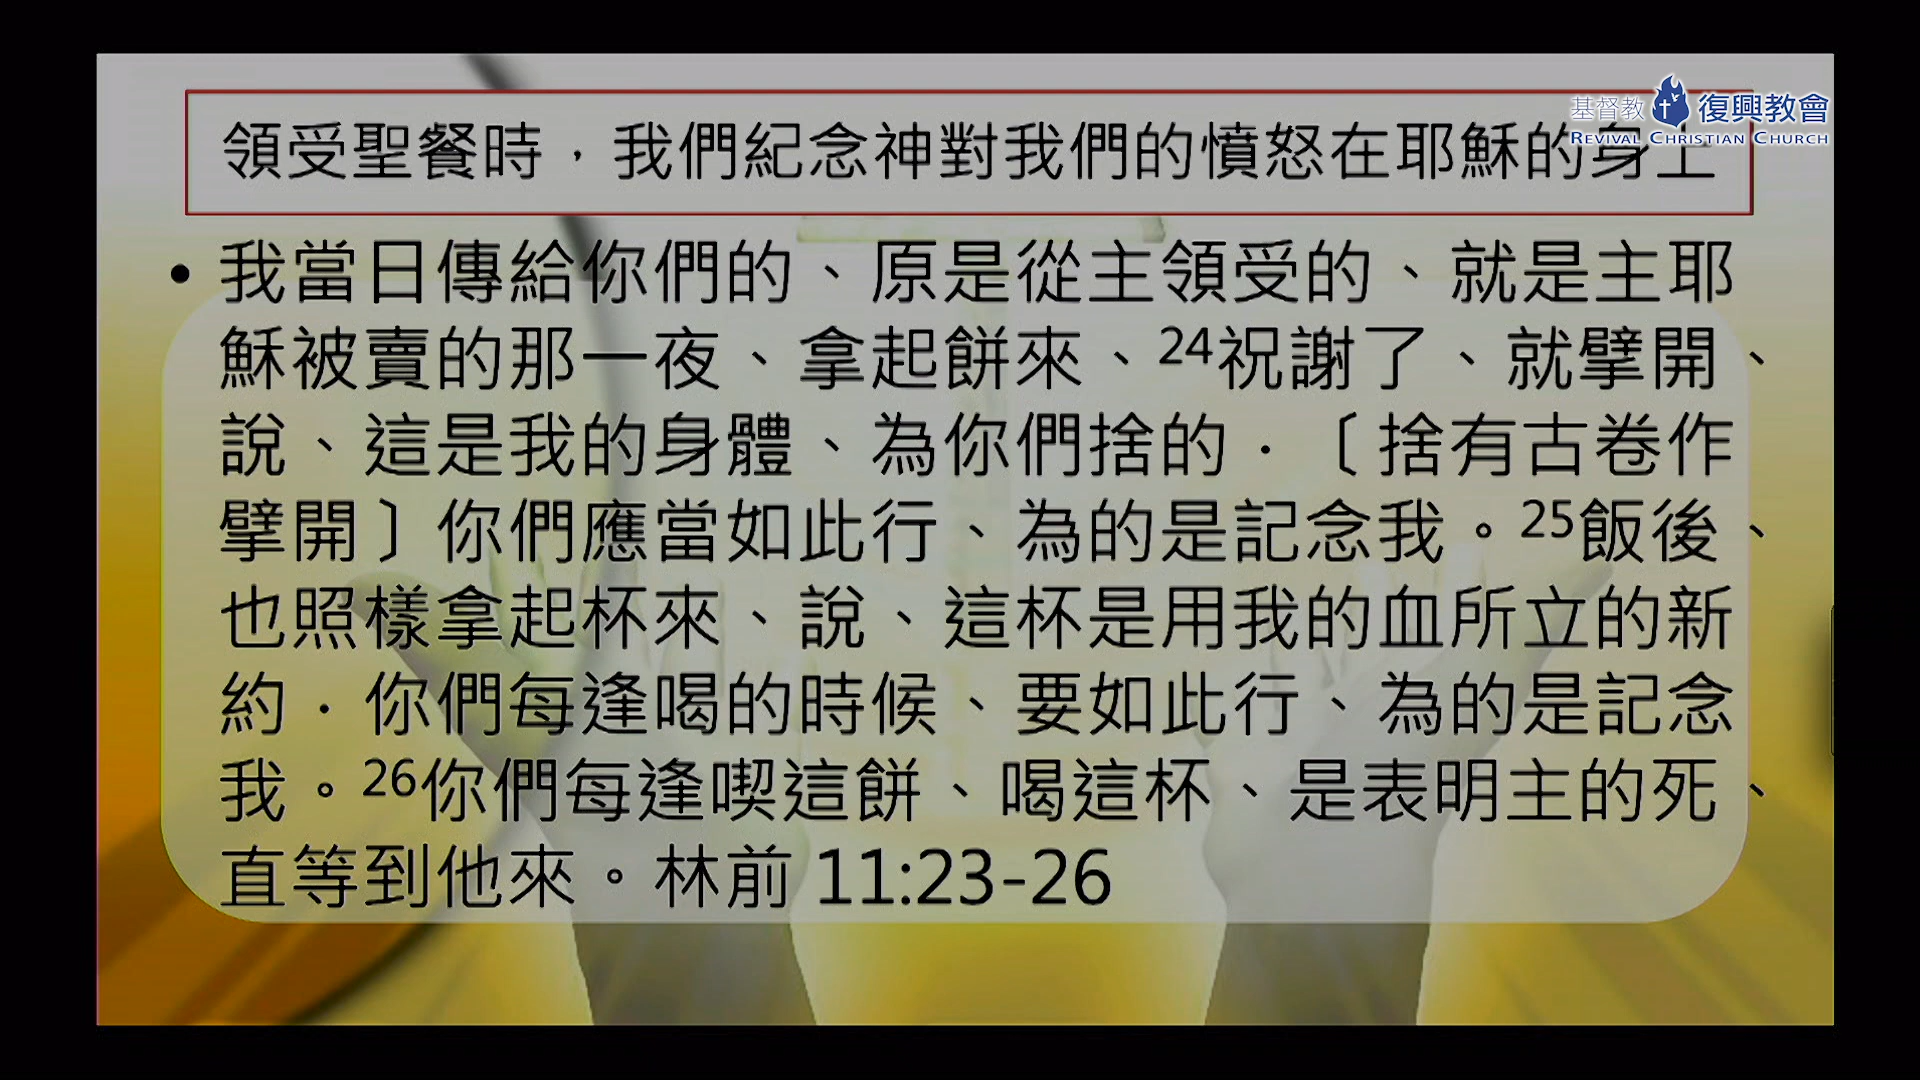 基督教 復興教會
REVIVAL CHRISTIAN CHURCH
領受聖餐時，我們紀念神對我們的憤怒在耶穌的身上
• 我當日傳給你們的、原是從主領受的、就是主耶
穌被賣的那一夜、拿起餅來、24祝謝了、就擘開、
說、這是我的身體、為你們捨的．〔捨有古卷作
擘開〕你們應當如此行、為的是記念我。25飯後、
也照樣拿起杯來、說、這杯是用我的血所立的新
約．你們每逢喝的時候、要如此行、為的是記念
我。26你們每逢喫這餅、喝這杯、是表明主的死、
直等到他來。林前 11:23-26